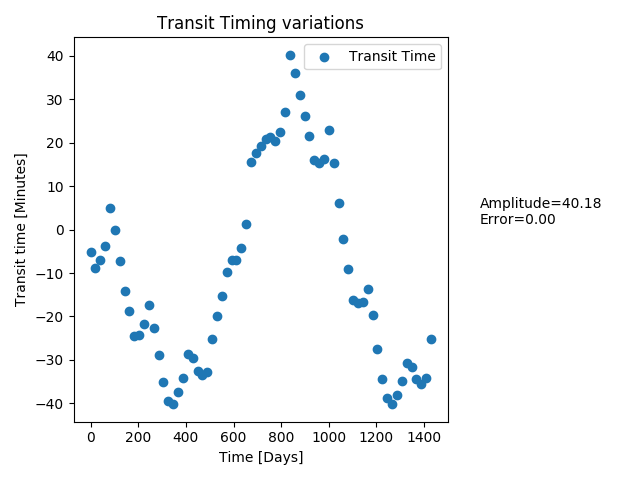 Transit Timing variations
Transit Time
Transit time [Minutes]
40
30
20
10
0
−10
−20
−30
−40
0 200 400 600 800 1000 1200 1400
Time [Days]
Amplitude=40.18
Error=0.00